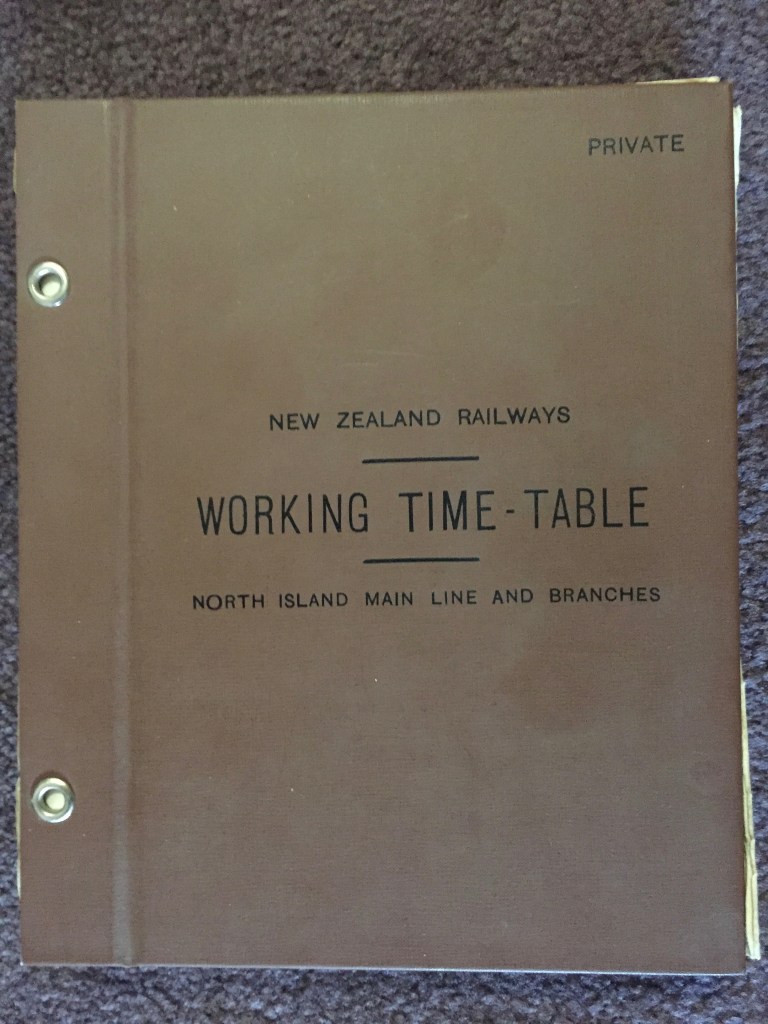 PRIVATE
NEW ZEALAND RAILWAYS
WORKING TIME-TABLE
NORTH ISLAND MAIN LINE AND BRANCHES